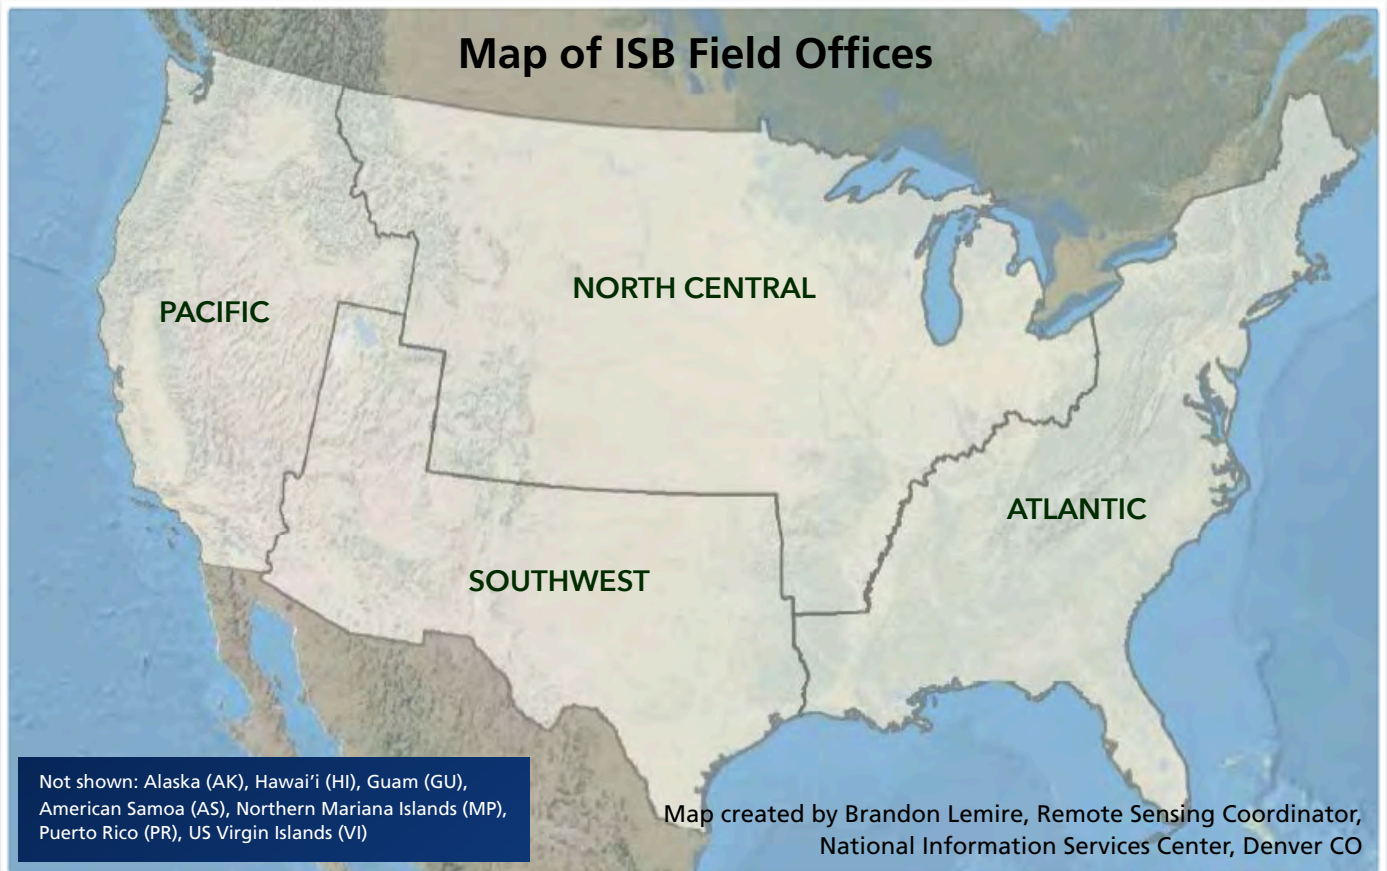 Map of ISB Field Offices
NORTH CENTRAL
PACIFIC
ATLANTIC
SOUTHWEST
Not shown: Alaska (AK), Hawai’i (HI), Guam (GU),
American Samoa (AS), Northern Mariana Islands (MP),
Puerto Rico (PR), US Virgin Islands (VI)
Map created by Brandon Lemire, Remote Sensing Coordinator,
National Information Services Center, Denver CO